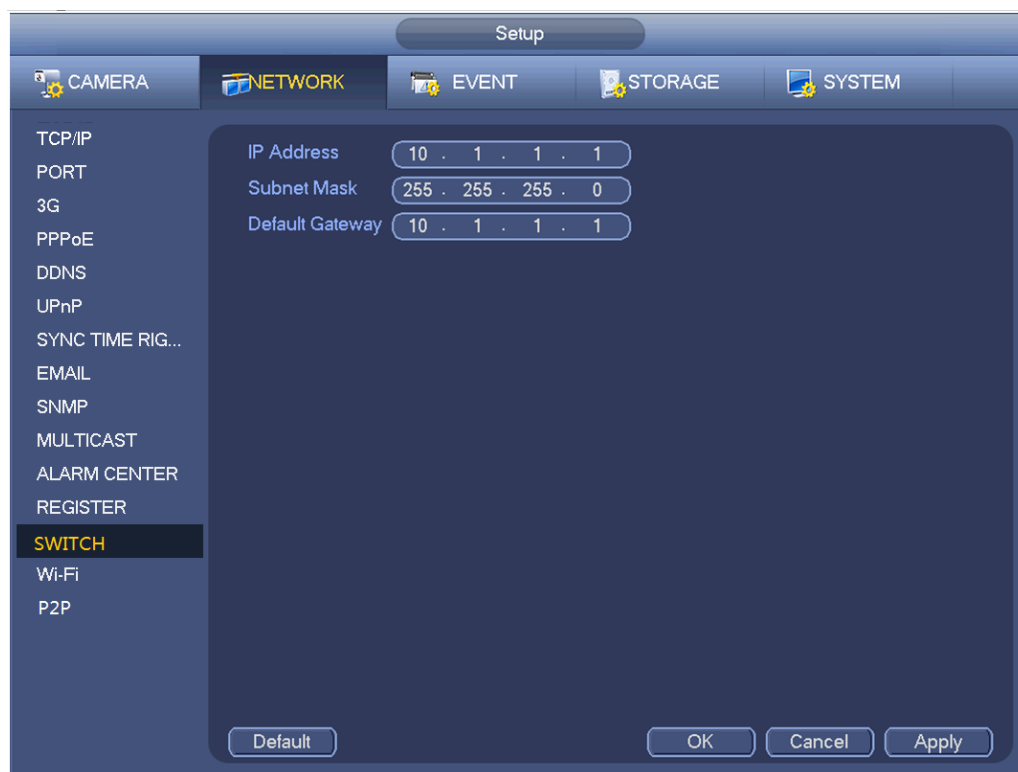 Setup
CAMERA NETWORK EVENT STORAGE SYSTEM
TCP/IP
PORT
3G
PPPoE
DDNS
UPnP
SYNC TIME RIG...
EMAIL
SNMP
MULTICAST
ALARM CENTER
REGISTER
SWITCH
Wi-Fi
P2P
IP Address 10 . 1 . 1 . 1
Subnet Mask 255 . 255 . 255 . 0
Default Gateway 10 . 1 . 1 . 1
Default OK Cancel Apply